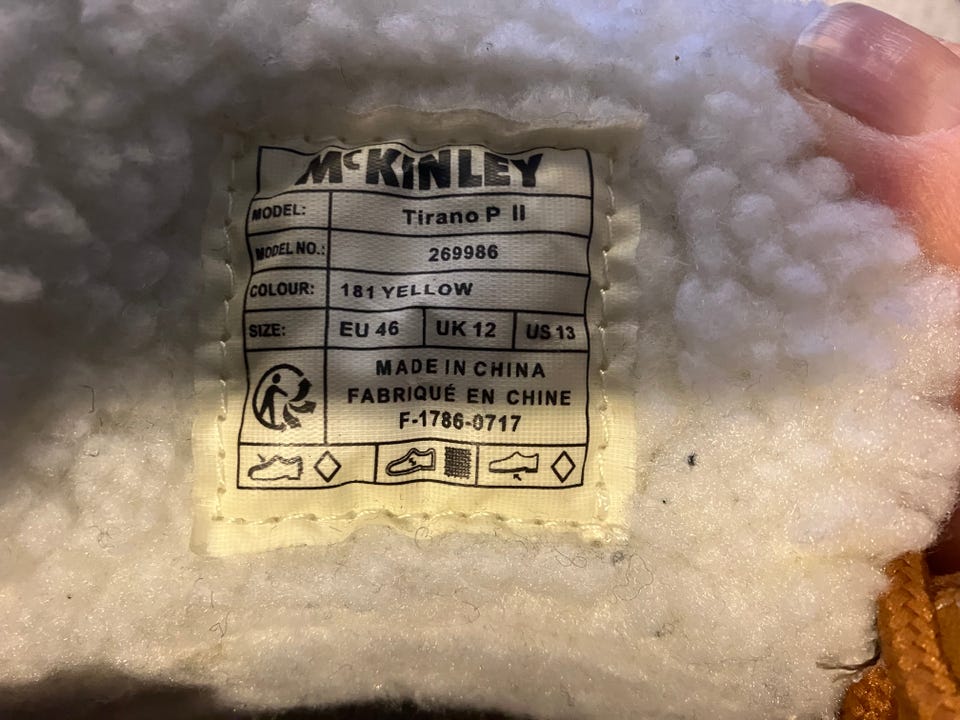 McKINLEY
MODEL: Tirano P II
MODEL NO.: 269986
COLOUR: 181 YELLOW
SIZE: EU 46 UK 12 US 13
MADE IN CHINA
FABRIQUÉ EN CHINE
F-1786-0717